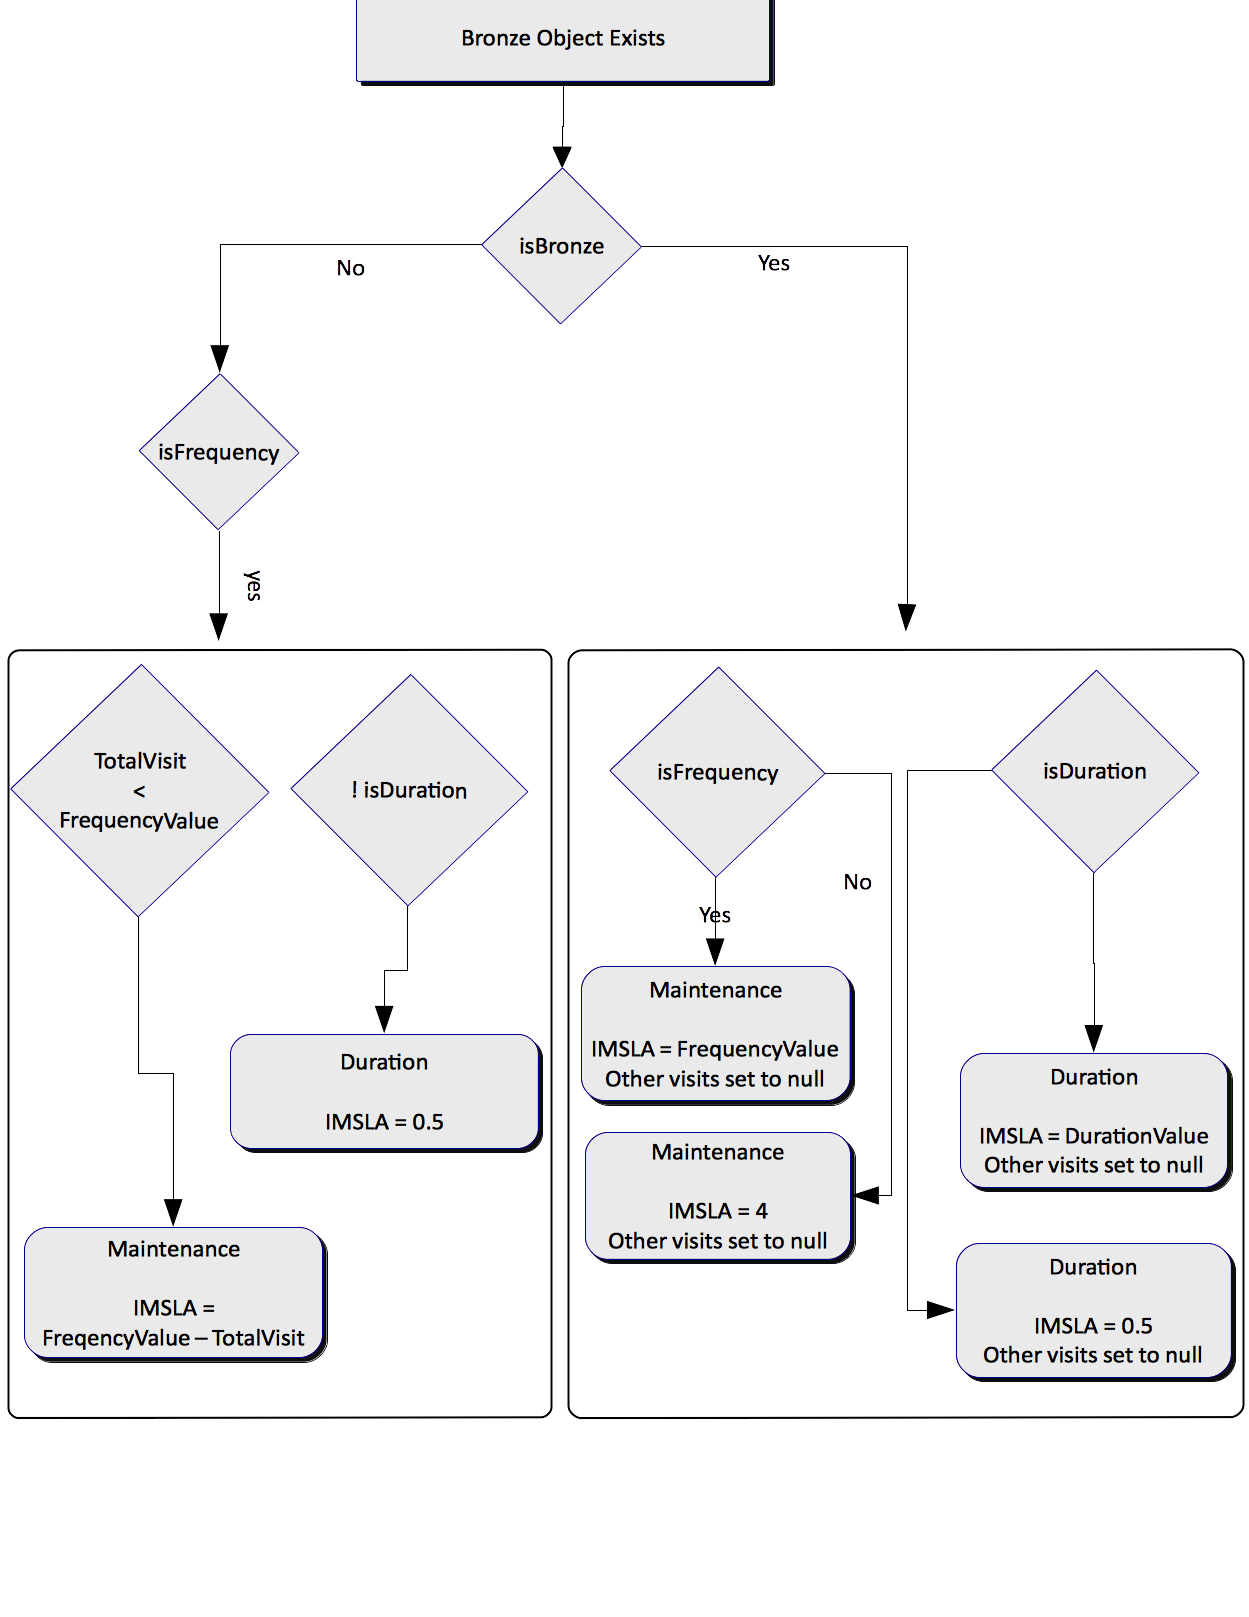 Bronze Object Exists
isBronze
No
Yes
isFrequency
yes
TotalVisit
<
FrequencyValue
! isDuration
Duration
IMSLA = 0.5
Maintenance
IMSLA =
FreqencyValue – TotalVisit
isFrequency
isDuration
No
Yes
Maintenance
IMSLA = FrequencyValue
Other visits set to null
Maintenance
IMSLA = 4
Other visits set to null
Duration
IMSLA = DurationValue
Other visits set to null
Duration
IMSLA = 0.5
Other visits set to null